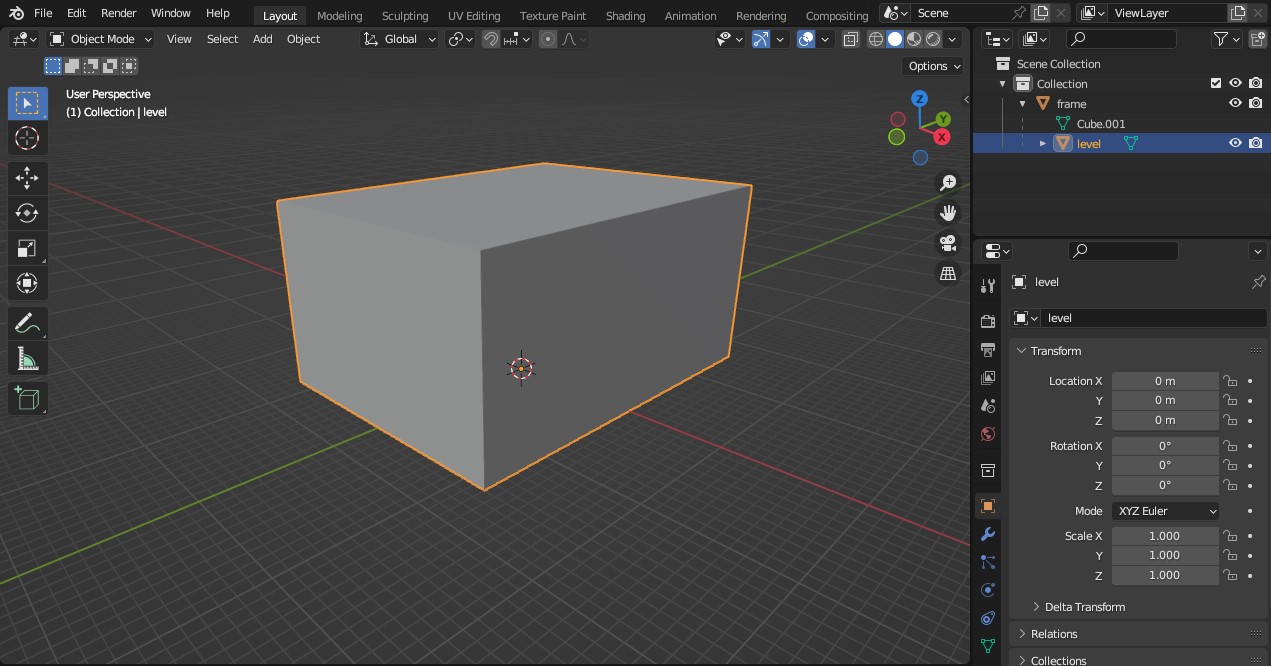 File Edit Render Window Help Layout Modeling Sculpting UV Editing Texture Paint Shading Animation Rendering Compositing Scene ViewLayer
Object Mode View Select Add Object Global
Options
User Perspective
(1) Collection | level
Z
Y
X
Scene Collection
Collection
frame
Cube.001
level
level
level
Transform
Location X 0 m
Y 0 m
Z 0 m
Rotation X 0°
Y 0°
Z 0°
Mode XYZ Euler
Scale X 1.000
Y 1.000
Z 1.000
Delta Transform
Relations
Collections